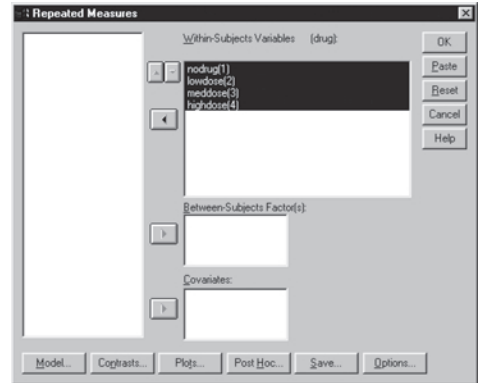 Repeated Measures
Within-Subjects Variables (drug):
nodrug(1)
lowdose(2)
meddose(3)
highdose(4)
OK
Paste
Reset
Cancel
Help
Between-Subjects Factor(s):
Covariates:
Model...
Contrasts...
Plots...
Post Hoc...
Save...
Options...